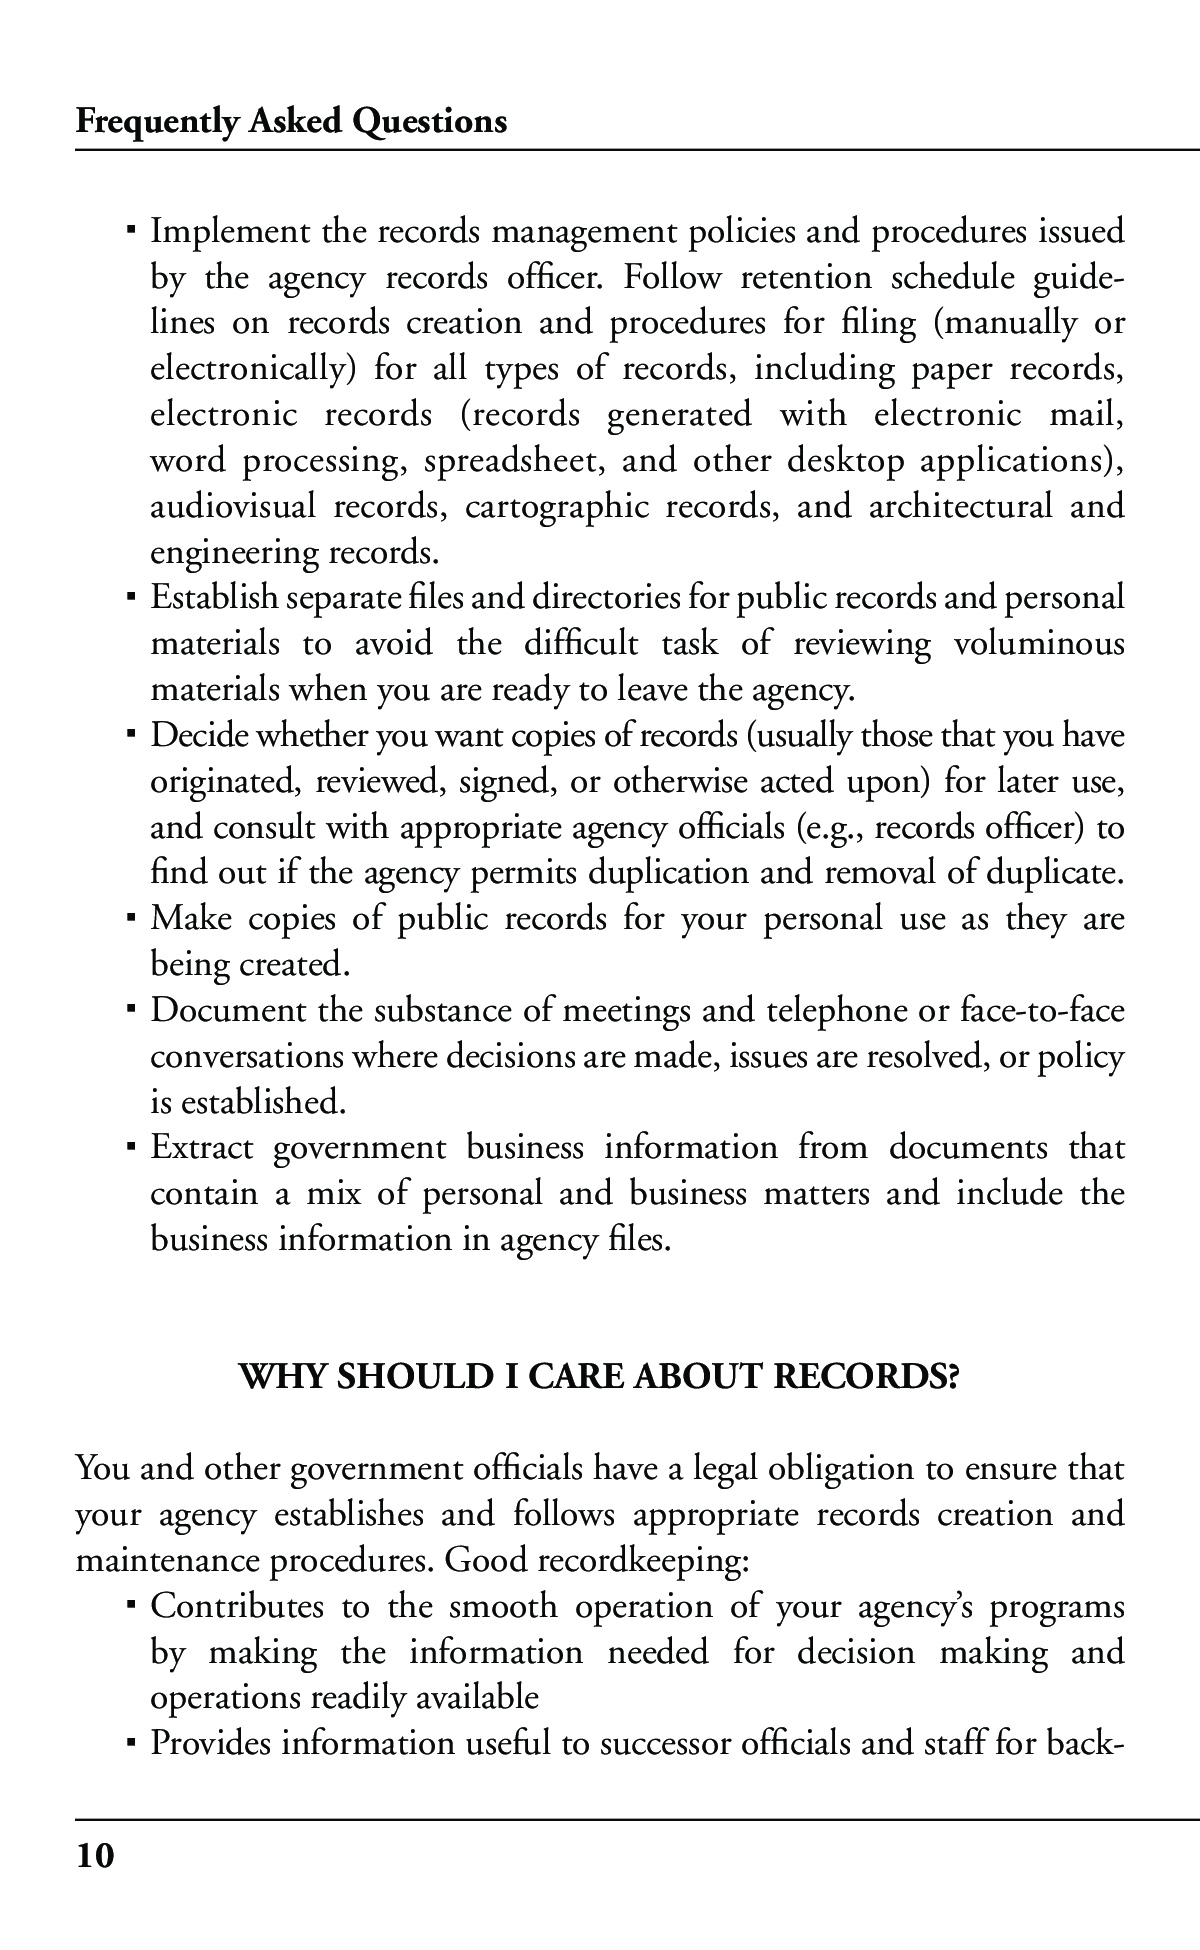 Frequently Asked Questions
▪ Implement the records management policies and procedures issued
by the agency records officer. Follow retention schedule guide-
lines on records creation and procedures for filing (manually or
electronically) for all types of records, including paper records,
electronic records (records generated with electronic mail,
word processing, spreadsheet, and other desktop applications),
audiovisual records, cartographic records, and architectural and
engineering records.
▪ Establish separate files and directories for public records and personal
materials to avoid the difficult task of reviewing voluminous
materials when you are ready to leave the agency.
▪ Decide whether you want copies of records (usually those that you have
originated, reviewed, signed, or otherwise acted upon) for later use,
and consult with appropriate agency officials (e.g., records officer) to
find out if the agency permits duplication and removal of duplicate.
▪ Make copies of public records for your personal use as they are
being created.
▪ Document the substance of meetings and telephone or face-to-face
conversations where decisions are made, issues are resolved, or policy
is established.
▪ Extract government business information from documents that
contain a mix of personal and business matters and include the
business information in agency files.
WHY SHOULD I CARE ABOUT RECORDS?
You and other government officials have a legal obligation to ensure that
your agency establishes and follows appropriate records creation and
maintenance procedures. Good recordkeeping:
▪ Contributes to the smooth operation of your agency’s programs
by making the information needed for decision making and
operations readily available
▪ Provides information useful to successor officials and staff for back-
10